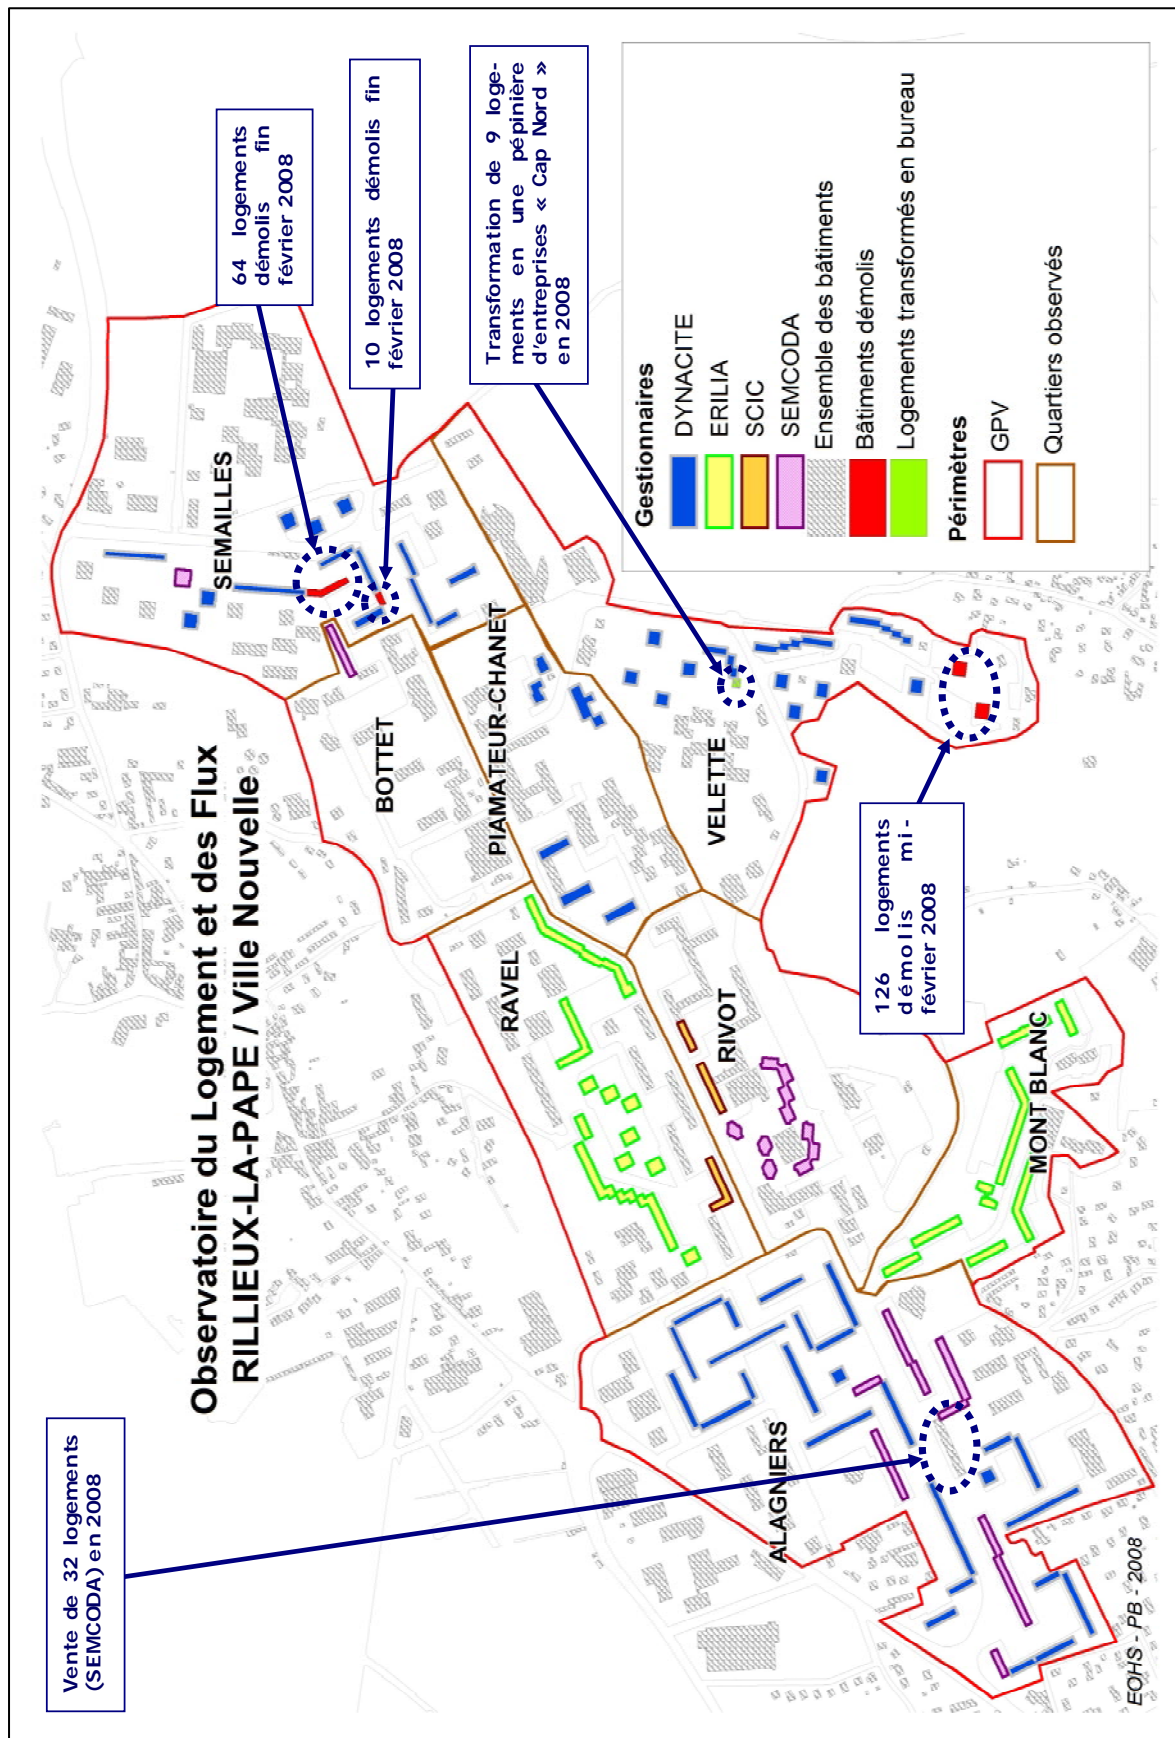 Observatoire du Logement et des Flux
RILLIEUX-LA-PAPE / Ville Nouvelle
Vente de 32 logements
(SEMCODA) en 2008
64 logements
démolis fin
février 2008
10 logements démolis fin
février 2008
Transformation de 9 loge-
ments en une pépinière
d'entreprises « Cap Nord »
en 2008
126 logements
démolis mi-
février 2008
SEMAILLES
BOTTET
PIAMATEUR-CHANET
RAVEL
VELETTE
RIVOT
MONT BLANC
ALAGNIERS
Gestionnaires
DYNACITE
ERILIA
SCIC
SEMCODA
Ensemble des bâtiments
Bâtiments démolis
Logements transformés en bureau
Périmètres
GPV
Quartiers observés
EOHS - PB - 2008